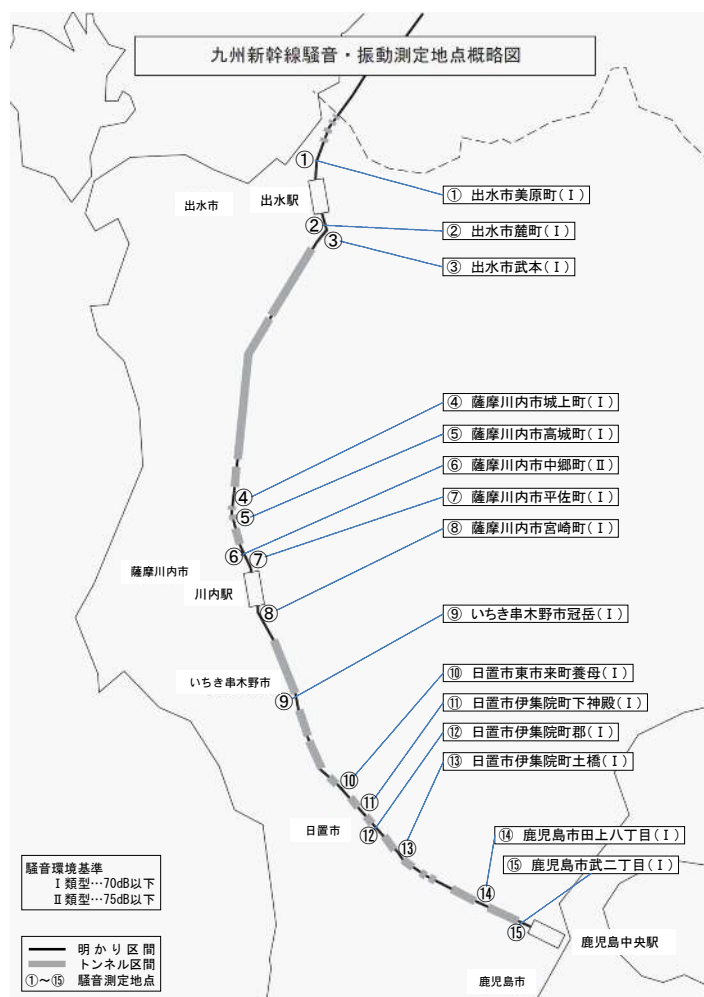 九州新幹線騒音・振動測定地点概略図
①
① 出水市美原町(Ⅰ)
出水市
出水駅
②
② 出水市麓町(Ⅰ)
③
③ 出水市武本(Ⅰ)
④ 薩摩川内市城上町(Ⅰ)
⑤ 薩摩川内市高城町(Ⅰ)
⑥ 薩摩川内市中郷町(Ⅱ)
④
⑦ 薩摩川内市平佐町(Ⅰ)
⑤
⑧ 薩摩川内市宮崎町(Ⅰ)
⑥
⑦
薩摩川内市
川内駅
⑧
⑨ いちき串木野市冠岳(Ⅰ)
いちき串木野市
⑨
⑩ 日置市東市来町養母(Ⅰ)
⑪ 日置市伊集院町下神殿(Ⅰ)
⑫ 日置市伊集院町郡(Ⅰ)
⑬ 日置市伊集院町土橋(Ⅰ)
⑩
⑪
日置市
⑫
⑬
⑭ 鹿児島市田上八丁目(Ⅰ)
⑮ 鹿児島市武二丁目(Ⅰ)
⑭
⑮
鹿児島中央駅
鹿児島市
騒音環境基準
Ⅰ類型…70dB以下
Ⅱ類型…75dB以下
明かり区間
トンネル区間
①～⑮ 騒音測定地点